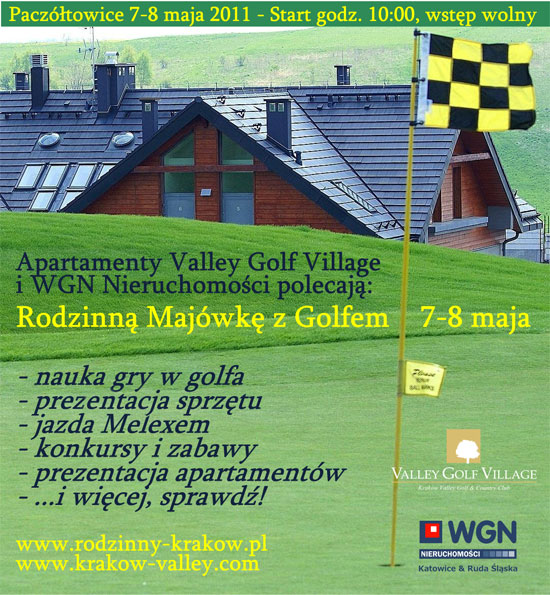 Paczółtowice 7-8 maja 2011 - Start godz. 10:00, wstęp wolny
Apartamenty Valley Golf Village
i WGN Nieruchomości polecają:
Rodzinną Majówkę z Golfem 7-8 maja
- nauka gry w golfa
- prezentacja sprzętu
- jazda Melexem
- konkursy i zabawy
- prezentacja apartamentów
- ...i więcej, sprawdź!
www.rodzinny-krakow.pl
www.krakow-valley.com
Please
VALLEY GOLF VILLAGE
Kraków Valley Golf & Country Club
WGN
NIERUCHOMOŚCI
Katowice & Ruda Śląska